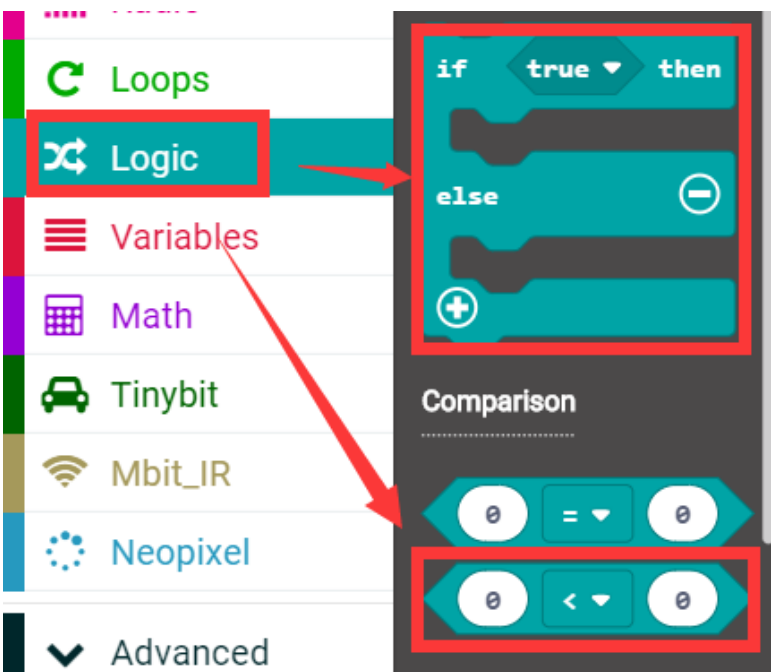 Loops
Logic
Variables
Math
Tinybit
Mbit_IR
Neopixel
Advanced
if true then
else
Comparison
0 = 0
0 < 0